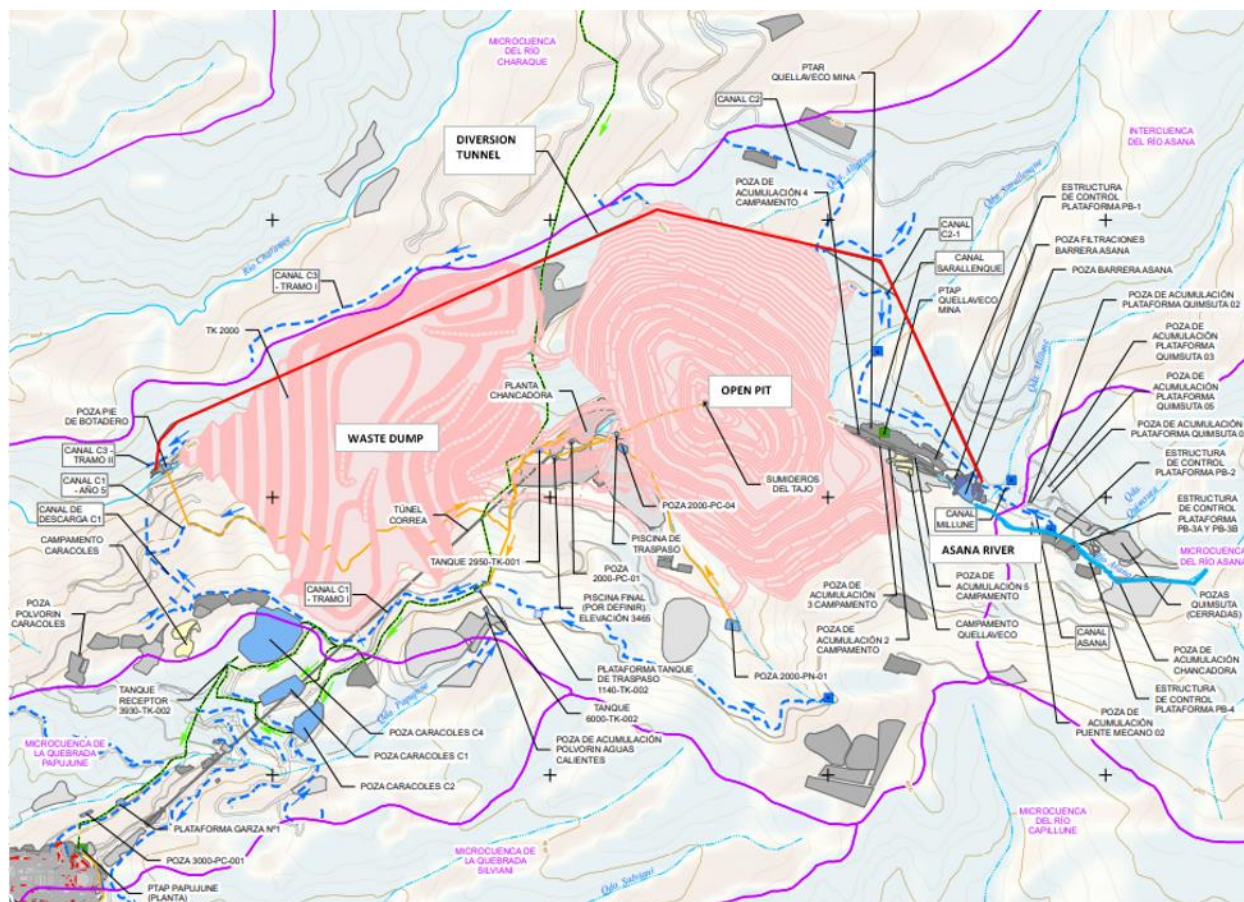 MICROCUENCA
DEL RÍO
CHARAQUE
PTAR
QUELLAVECO MINA
CANAL C2
DIVERSION
TUNNEL
INTERCUENCA
DEL RÍO ASANA
POZA DE
ACUMULACIÓN 4
CAMPAMENTO
Qda. Sarallenque
ESTRUCTURA
DE CONTROL
PLATAFORMA PB-1
CANAL
C2-1
POZA FILTRACIONES
BARRERA ASANA
CANAL
SARALLENQUE
POZA BARRERA ASANA
Río Charaque
CANAL C3
- TRAMO I
PTAP
QUELLAVECO
MINA
POZA DE ACUMULACIÓN
PLATAFORMA QUIMSUTA 02
TK 2000
Qda. Millune
POZA DE
ACUMULACIÓN
PLATAFORMA
QUIMSUTA 03
PLANTA
CHANCADORA
OPEN PIT
POZA DE
ACUMULACIÓN
PLATAFORMA
QUIMSUTA 05
POZA PIE
DE BOTADERO
WASTE DUMP
POZA DE ACUMULACIÓN
PLATAFORMA QUIMSUTA 0
CANAL C3 -
TRAMO II
ESTRUCTURA
DE CONTROL
PLATAFORMA PB-2
CANAL C1
- AÑO 5
SUMIDEROS
DEL TAJO
Qda.
Quimsuta
CANAL DE
DESCARGA C1
TÚNEL
CORREA
POZA 2000-PC-04
CANAL
MILLUNE
ESTRUCTURA
DE CONTROL
PLATAFORMA
PB-3A Y PB-3B
CAMPAMENTO
CARACOLES
PISCINA DE
TRASPASO
ASANA RIVER
TANQUE 2950-TK-001
MICROCUENCA
DEL RÍO ASANA
POZA
2000-PC-01
CANAL C1
- TRAMO I
POZA DE
ACUMULACIÓN
3 CAMPAMENTO
POZA DE
ACUMULACIÓN 5
CAMPAMENTO
POZA
POLVORIN
CARACOLES
PISCINA FINAL
(POR DEFINIR)
ELEVACIÓN 3465
POZAS
QUIMSUTA
(CERRADAS)
CAMPAMENTO
QUELLAVECO
CANAL
ASANA
POZA DE
ACUMULACIÓN 2
CAMPAMENTO
POZA DE
ACUMULACIÓN
CHANCADORA
PLATAFORMA TANQUE
DE TRASPASO
1140-TK-002
POZA 2000-PN-01
TANQUE
RECEPTOR
3930-TK-002
Qda. Papujune
ESTRUCTURA DE
CONTROL
PLATAFORMA PB-4
TANQUE
6000-TK-002
POZA DE
ACUMULACIÓN
PUENTE MECANO 02
POZA CARACOLES C4
MICROCUENCA DE
LA QUEBRADA
PAPUJUNE
POZA DE ACUMULACIÓN
POLVORIN AGUAS
CALIENTES
POZA CARACOLES C1
POZA CARACOLES C2
MICROCUENCA
DEL RÍO
CAPILLUNE
PLATAFORMA GARZA Nº1
POZA 3000-PC-001
MICROCUENCA DE
LA QUEBRADA
SILVIANI
PTAP PAPUJUNE
(PLANTA)